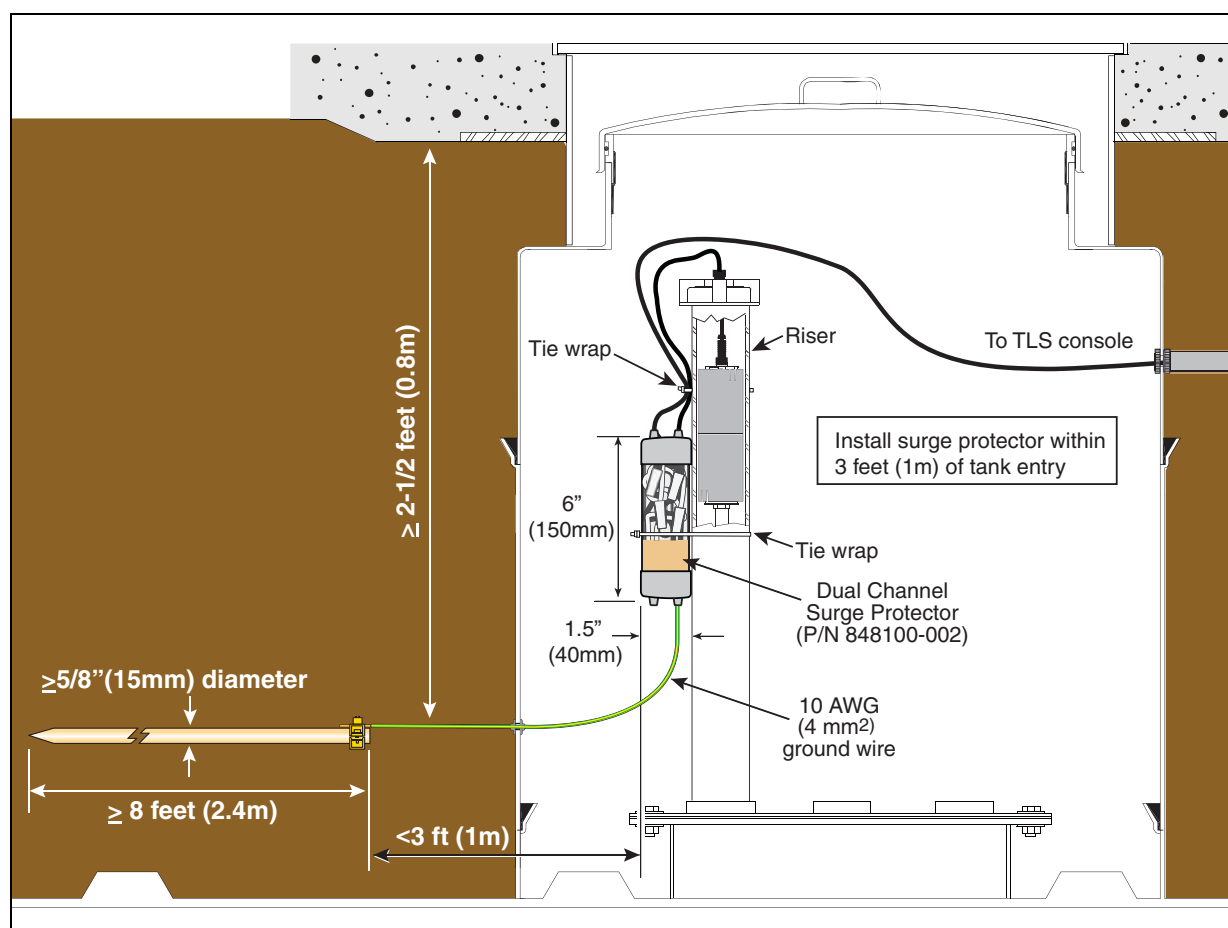 Tie wrap
Riser
To TLS console
Install surge protector within
3 feet (1m) of tank entry
≥ 2-1/2 feet (0.8m)
6”
(150mm)
Tie wrap
Dual Channel
Surge Protector
(P/N 848100-002)
1.5”
(40mm)
≥5/8”(15mm) diameter
10 AWG
(4 mm²)
ground wire
≥ 8 feet (2.4m)
<3 ft (1m)